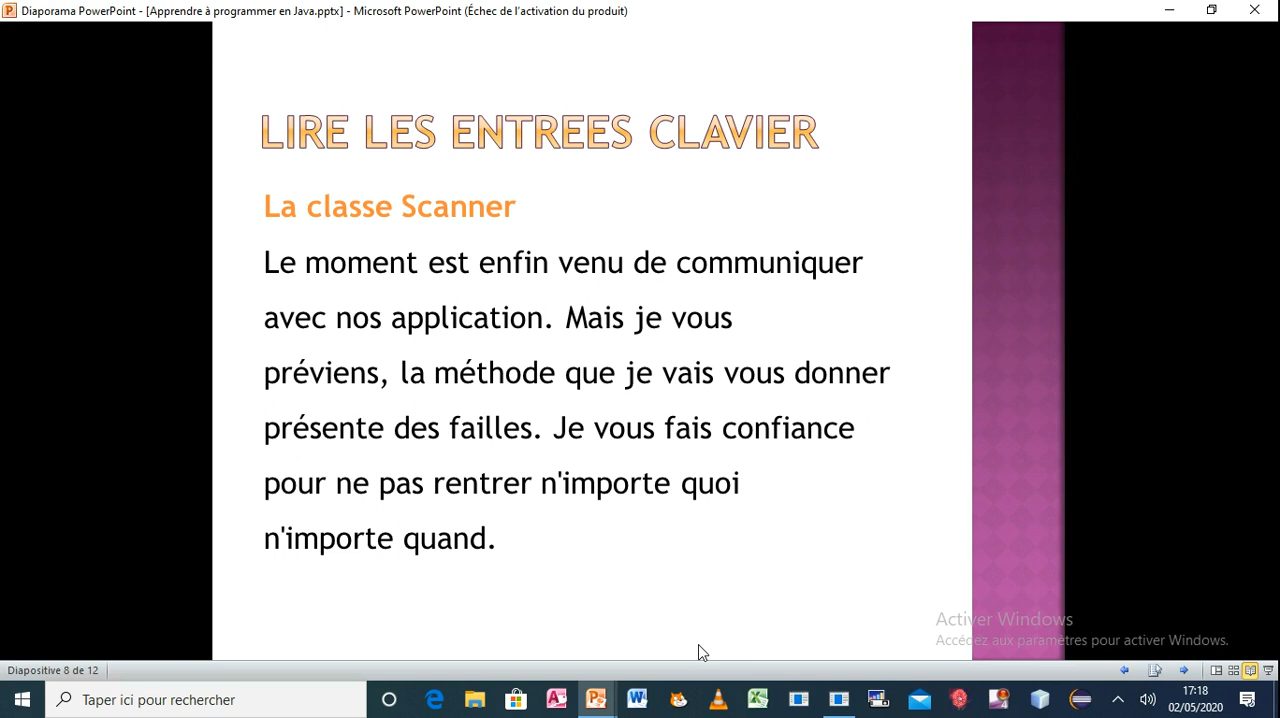 Diaporama PowerPoint - [Apprendre à programmer en Java.pptx] - Microsoft PowerPoint (Échec de l'activation du produit)
LIRE LES ENTREES CLAVIER
La classe Scanner
Le moment est enfin venu de communiquer
avec nos application. Mais je vous
préviens, la méthode que je vais vous donner
présente des failles. Je vous fais confiance
pour ne pas rentrer n'importe quoi
n'importe quand.
Activer Windows
Accédez aux paramètres pour activer Windows.
Diapositive 8 de 12
Taper ici pour rechercher
17:18
02/05/2020